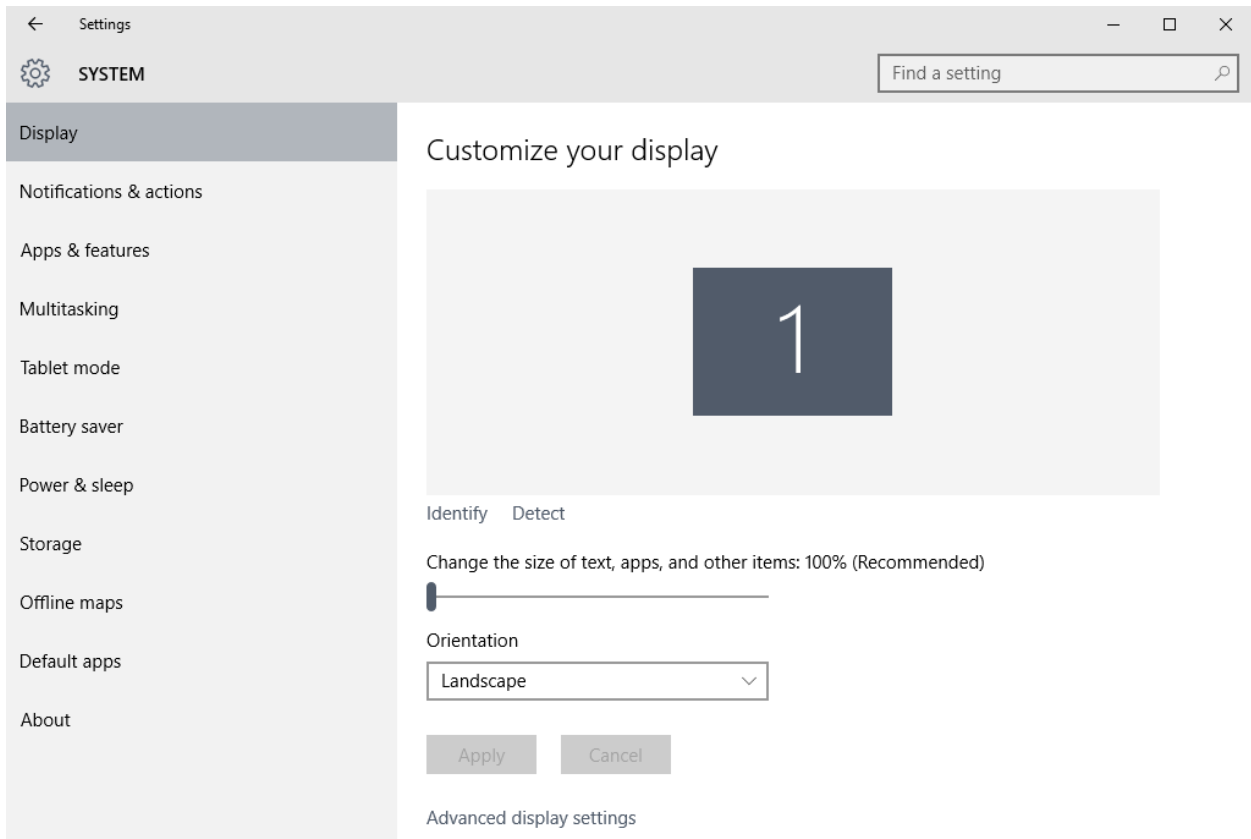 Settings
SYSTEM
Find a setting
Display
Notifications & actions
Apps & features
Multitasking
Tablet mode
Battery saver
Power & sleep
Storage
Offline maps
Default apps
About
Customize your display
1
Identify Detect
Change the size of text, apps, and other items: 100% (Recommended)
Orientation
Landscape
Apply Cancel
Advanced display settings